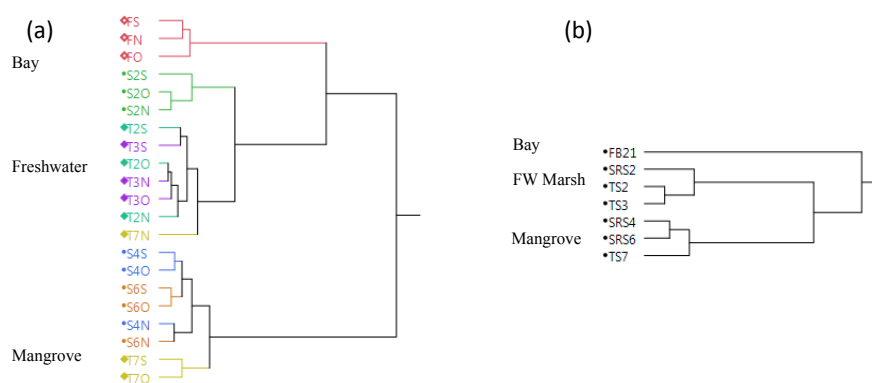 (a)
Bay
Freshwater
Mangrove
FS
FN
FO
S2S
S2O
S2N
T2S
T3S
T2O
T3N
T3O
T2N
T7N
S4S
S4O
S6S
S6O
S4N
S6N
T7S
T7O
(b)
Bay
FW Marsh
Mangrove
FB21
SRS2
TS2
TS3
SRS4
SRS6
TS7